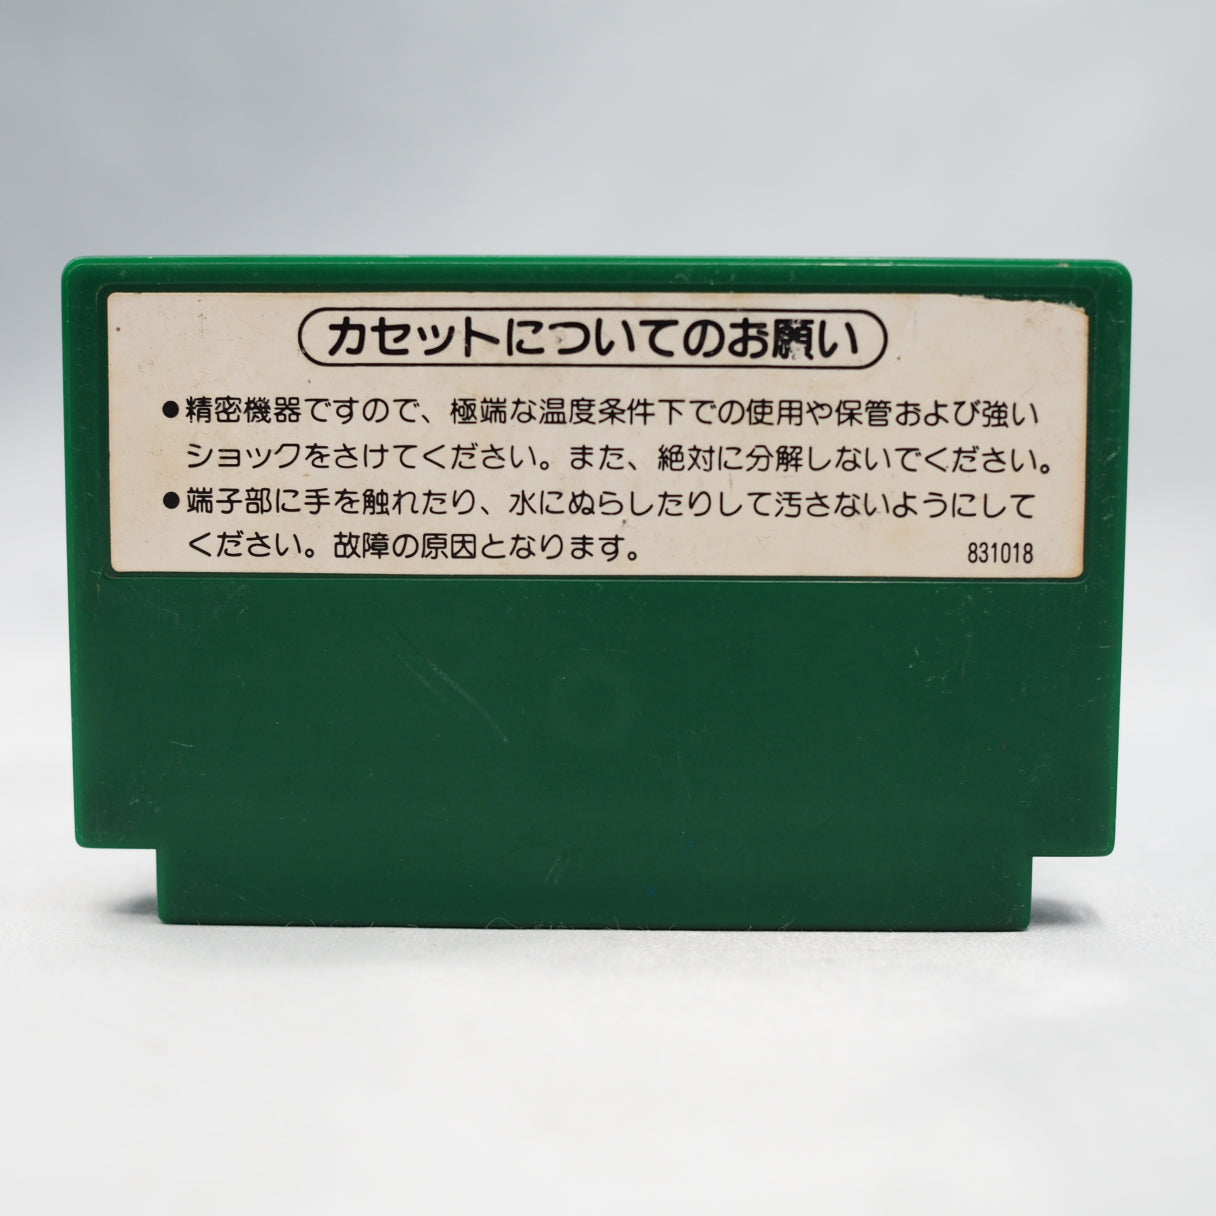 カセットについてのお願い
●精密機器ですので、極端な温度条件下での使用や保管および強い
ショックをさけてください。また、絶対に分解しないでください。
●端子部に手を触れたり、水にぬらしたりして汚さないようにして
ください。故障の原因となります。
831018